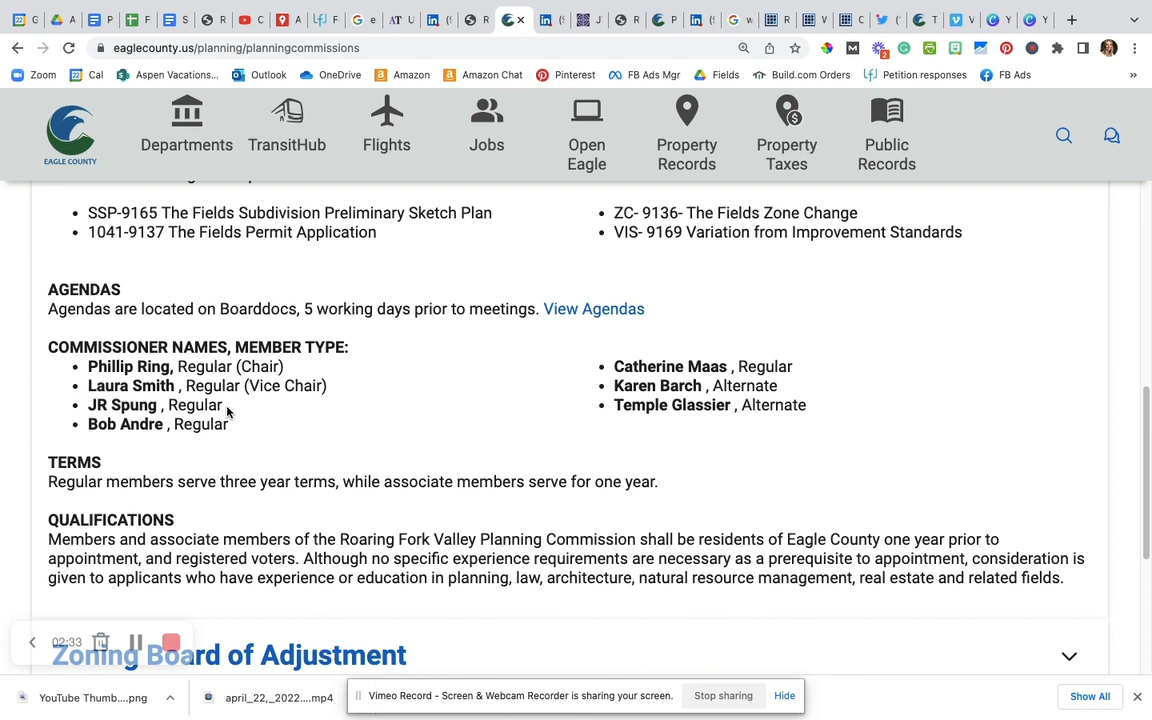 G
A
P
F
S
R
C
A
F
e
AT U
(
R
×
(
J
R
P
(
w
R
W
C
(
T
V
Y
Y
eaglecounty.us/planning/planningcommissions
2
Zoom
Cal
Aspen Vacations...
Outlook
OneDrive
Amazon
Amazon Chat
Pinterest
FB Ads Mgr
Fields
Build.com Orders
Petition responses
FB Ads
»
EAGLE COUNTY
Departments
TransitHub
Flights
Jobs
Open
Eagle
Property
Records
Property
Taxes
Public
Records
• SSP-9165 The Fields Subdivision Preliminary Sketch Plan
• 1041-9137 The Fields Permit Application
• ZC- 9136- The Fields Zone Change
• VIS- 9169 Variation from Improvement Standards
AGENDAS
Agendas are located on Boarddocs, 5 working days prior to meetings. View Agendas
COMMISSIONER NAMES, MEMBER TYPE:
• Phillip Ring, Regular (Chair)
• Laura Smith , Regular (Vice Chair)
• JR Spung , Regular
• Bob Andre , Regular
• Catherine Maas , Regular
• Karen Barch , Alternate
• Temple Glassier , Alternate
TERMS
Regular members serve three year terms, while associate members serve for one year.
QUALIFICATIONS
Members and associate members of the Roaring Fork Valley Planning Commission shall be residents of Eagle County one year prior to
appointment, and registered voters. Although no specific experience requirements are necessary as a prerequisite to appointment, consideration is
given to applicants who have experience or education in planning, law, architecture, natural resource management, real estate and related fields.
02:33
Zoning Board of Adjustment
YouTube Thumb....png
april_22,_2022....mp4
Vimeo Record - Screen & Webcam Recorder is sharing your screen.
Stop sharing
Hide
Show All